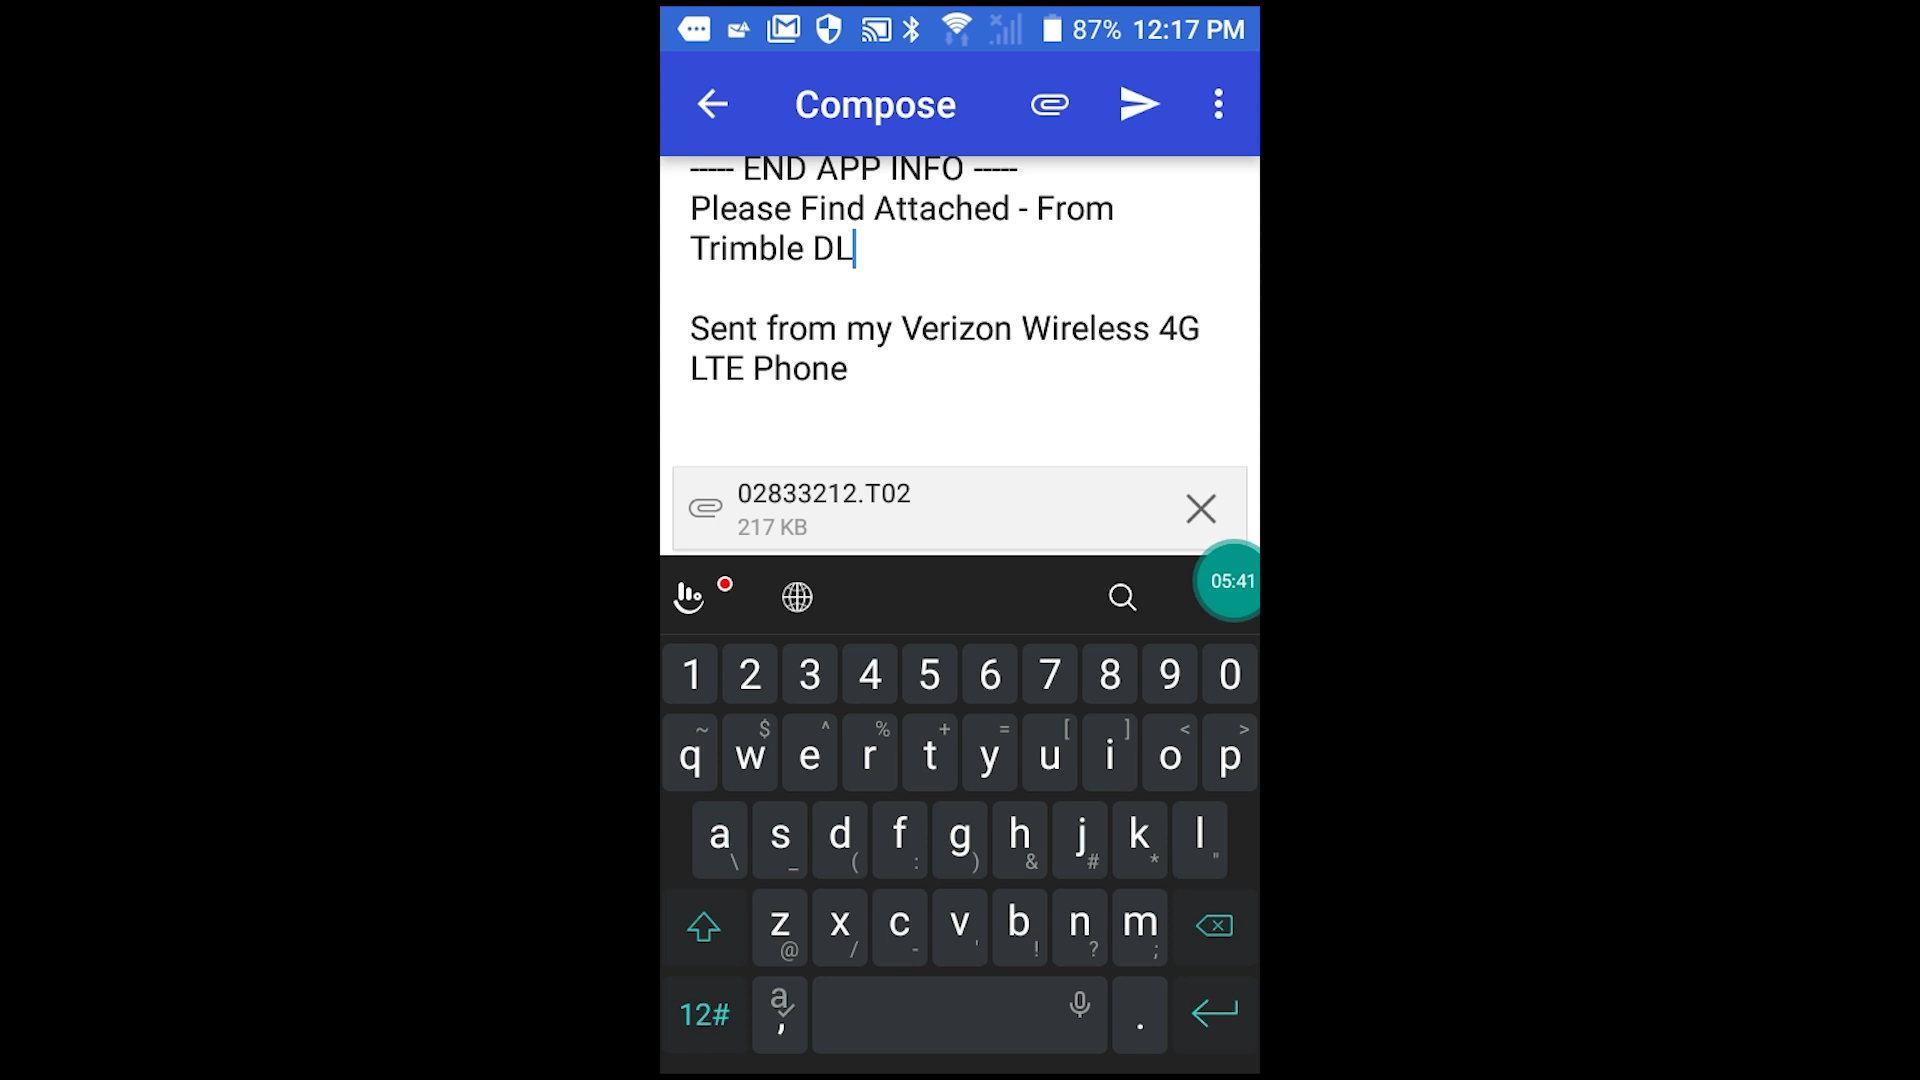 87% 12:17 PM
Compose
----- END APP INFO -----
Please Find Attached - From
Trimble DL
Sent from my Verizon Wireless 4G
LTE Phone
02833212.T02
217 KB
05:41
1 2 3 4 5 6 7 8 9 0
~ $ ^ % + = [ ] < >
q w e r t y u i o p
a s d f g h j k l
\ _ ( : ) & # * "
z x c v b n m
@ / - ' ! ? ;
12# a , .